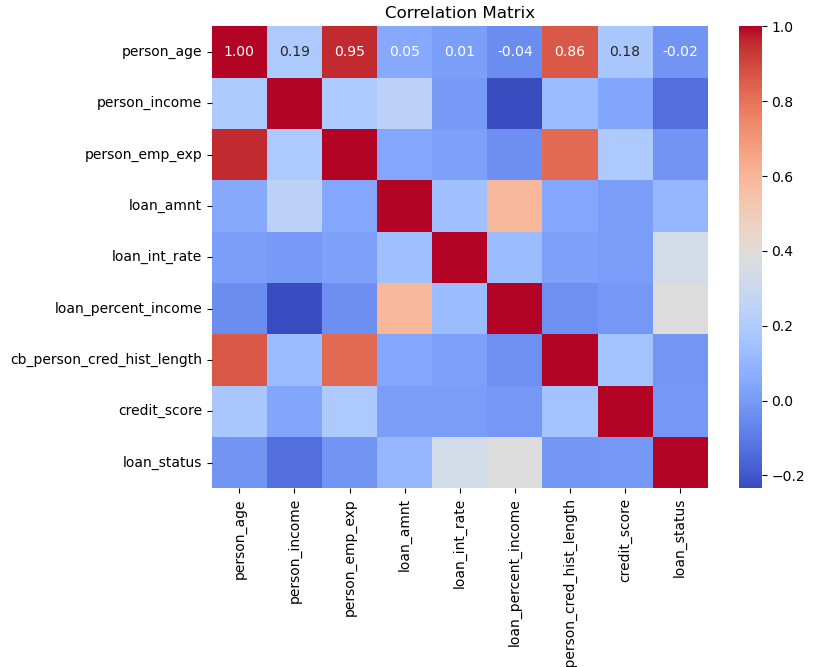 Correlation Matrix
person_age 1.00 0.19 0.95 0.05 0.01 -0.04 0.86 0.18 -0.02
person_income
person_emp_exp
loan_amnt
loan_int_rate
loan_percent_income
cb_person_cred_hist_length
credit_score
loan_status
person_age
person_income
person_emp_exp
loan_amnt
loan_int_rate
loan_percent_income
person_cred_hist_length
credit_score
loan_status
1.0
0.8
0.6
0.4
0.2
0.0
−0.2